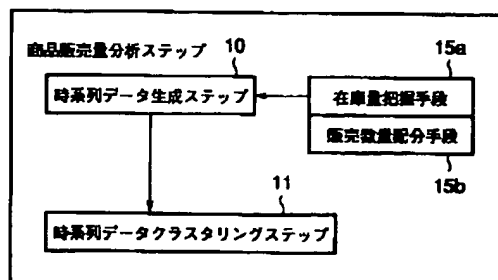 商品販売量分析ステップ
10
15a
時系列データ生成ステップ
在庫量把握手段
販売数量配分手段
15b
11
時系列データクラスタリングステップ